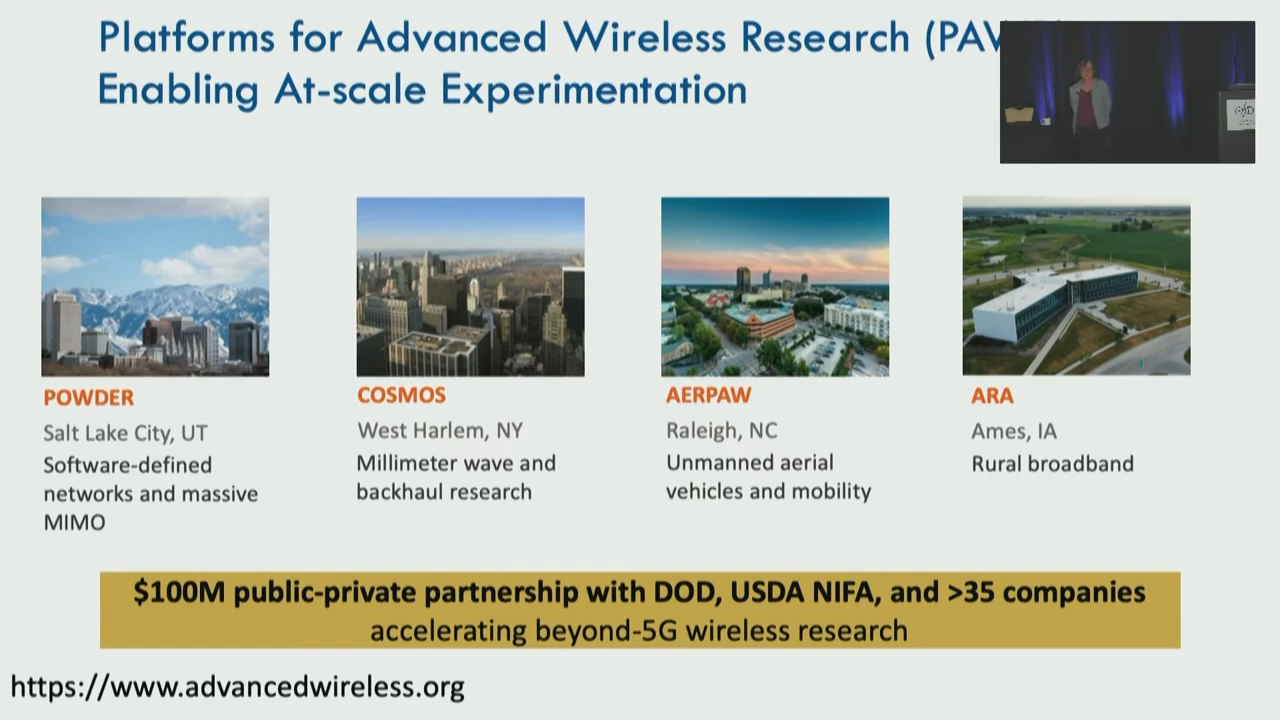 Platforms for Advanced Wireless Research
Enabling At-scale Experimentation
POWDER
Salt Lake City, UT
Software-defined
networks and massive
MIMO
COSMOS
West Harlem, NY
Millimeter wave and
backhaul research
AERPAW
Raleigh, NC
Unmanned aerial
vehicles and mobility
ARA
Ames, IA
Rural broadband
$100M public-private partnership with DOD, USDA NIFA, and >35 companies
accelerating beyond-5G wireless research
https://www.advancedwireless.org